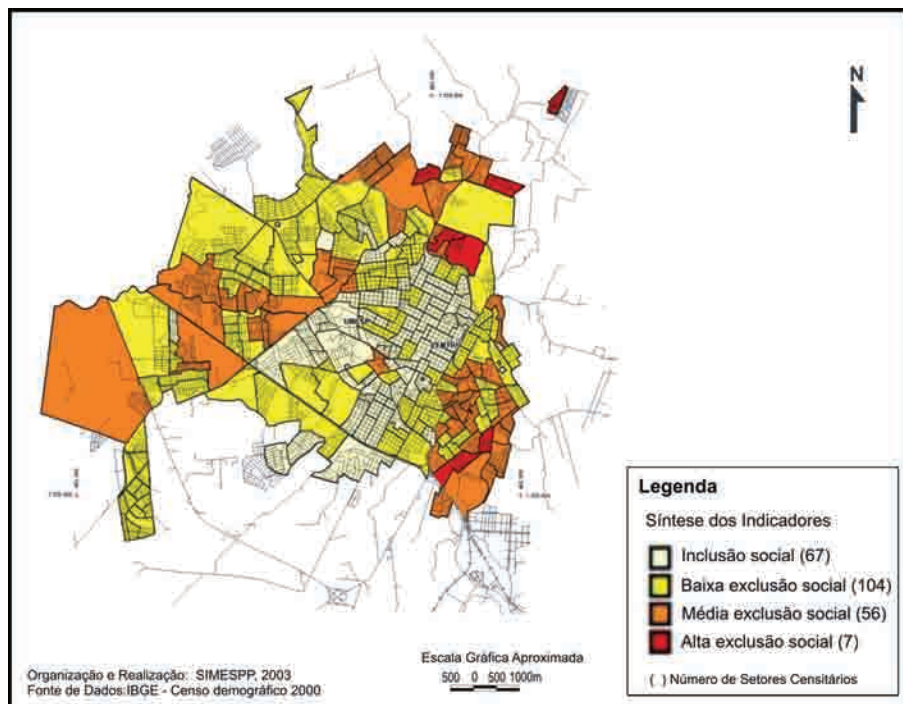 N
Legenda
Síntese dos Indicadores
Inclusão social (67)
Baixa exclusão social (104)
Média exclusão social (56)
Alta exclusão social (7)
( ) Número de Setores Censitários
Escala Gráfica Aproximada
500 0 500 1000m
Organização e Realização: SIMESPP, 2003
Fonte de Dados:IBGE - Censo demográfico 2000